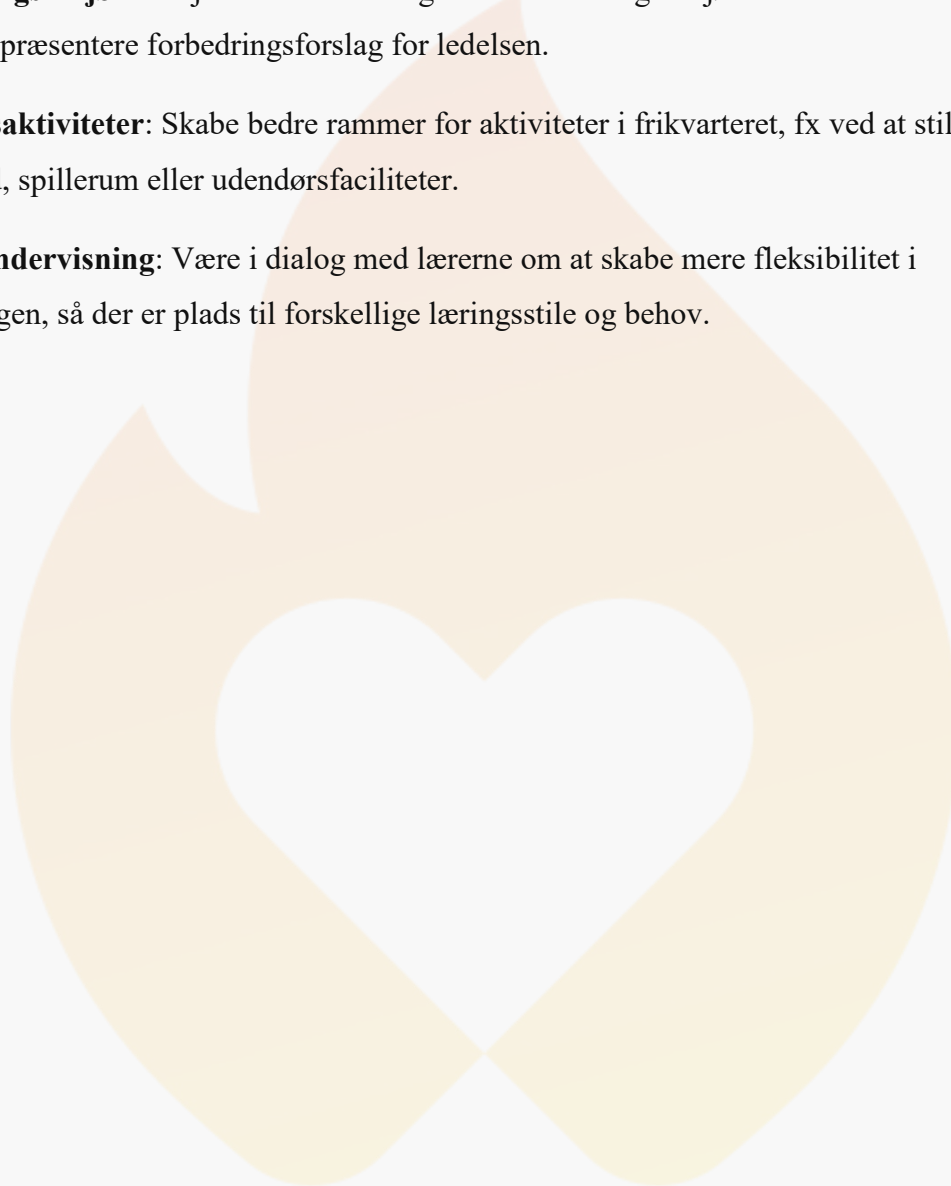 præsentere forbedringsforslag for ledelsen.
aktiviteter: Skabe bedre rammer for aktiviteter i frikvarteret, fx ved at stil
, spillerum eller udendørsfaciliteter.
ndervisning: Være i dialog med lærerne om at skabe mere fleksibilitet i
gen, så der er plads til forskellige læringsstile og behov.